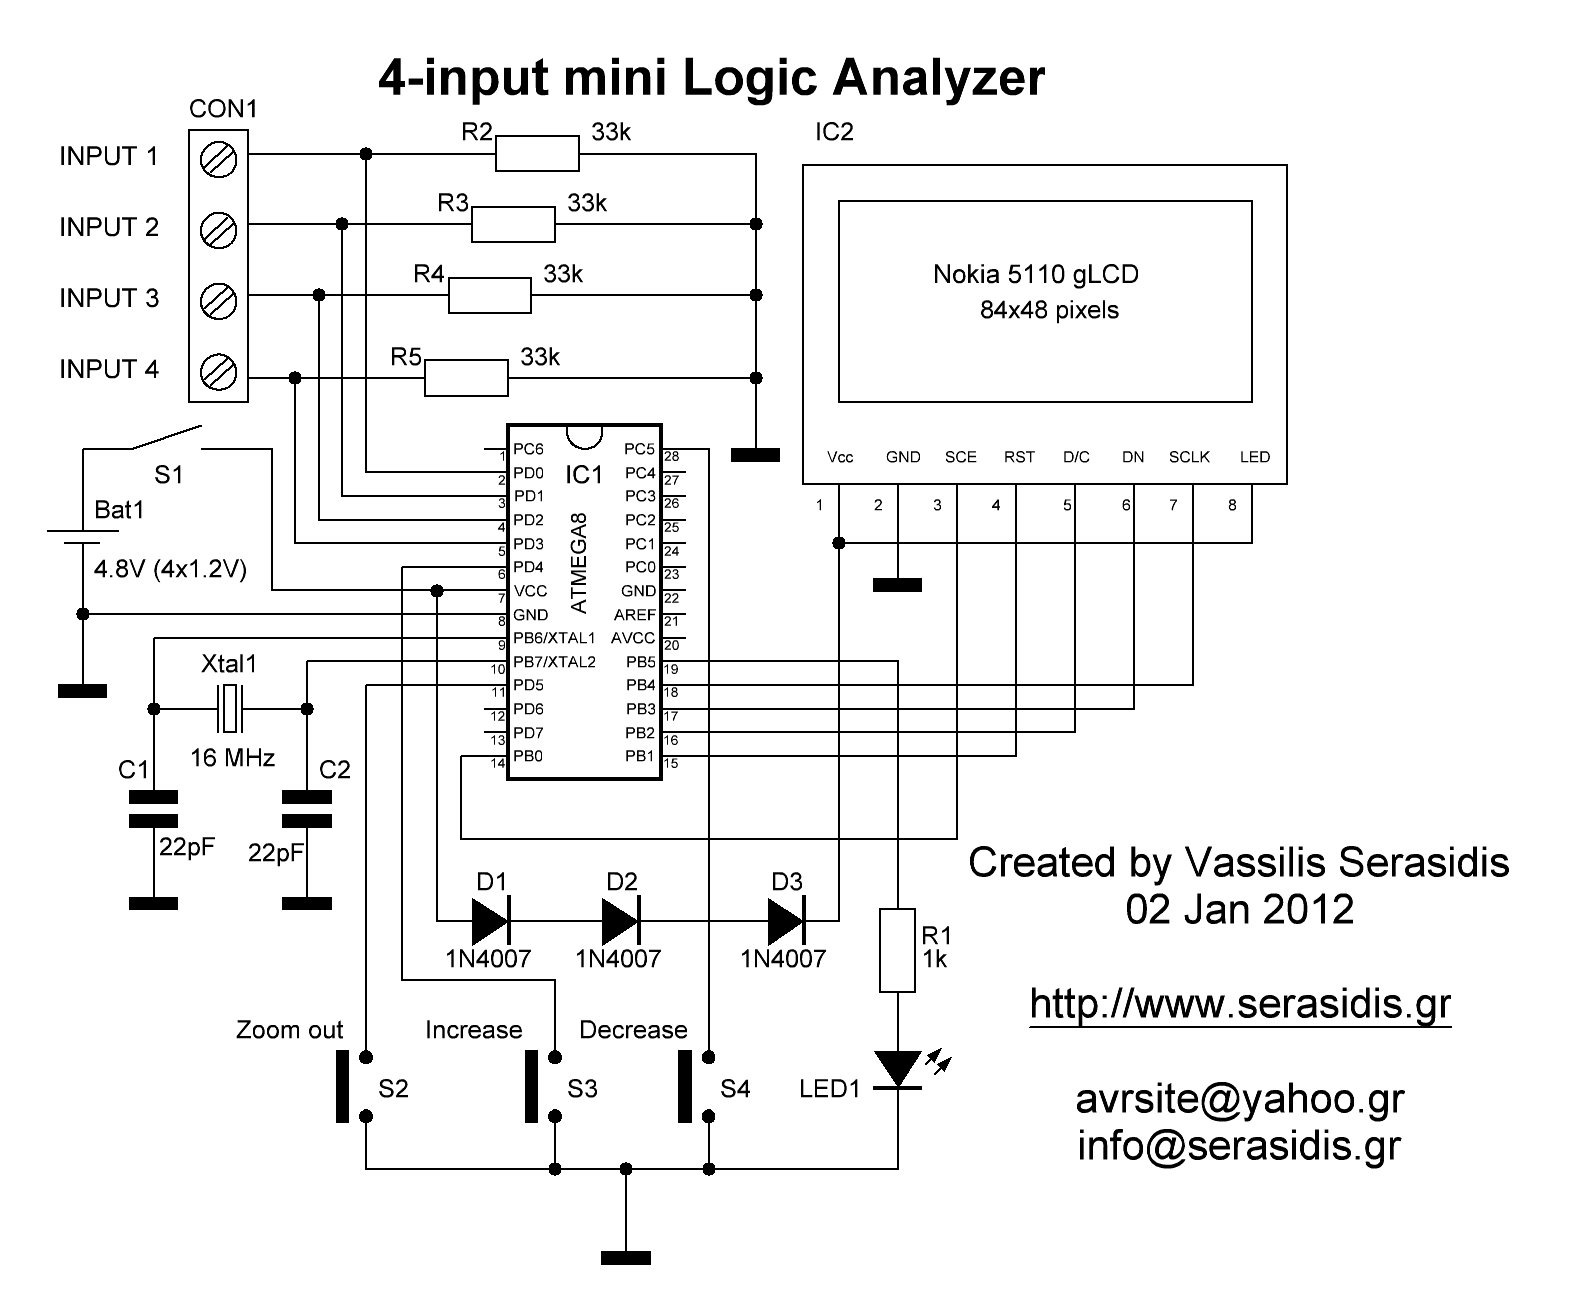 4-input mini Logic Analyzer
CON1
INPUT 1
INPUT 2
INPUT 3
INPUT 4
R2 33k
R3 33k
R4 33k
R5 33k
IC2
Nokia 5110 gLCD
84x48 pixels
Vcc GND SCE RST D/C DN SCLK LED
1 2 3 4 5 6 7 8
S1
Bat1
4.8V (4x1.2V)
IC1
ATMEGA8
1 PC6
2 PD0
3 PD1
4 PD2
5 PD3
6 PD4
7 VCC
8 GND
9 PB6/XTAL1
10 PB7/XTAL2
11 PD5
12 PD6
13 PD7
14 PB0
PC5 28
PC4 27
PC3 26
PC2 25
PC1 24
PC0 23
GND 22
AREF 21
AVCC 20
PB5 19
PB4 18
PB3 17
PB2 16
PB1 15
Xtal1
16 MHz
C1
22pF
C2
22pF
D1
1N4007
D2
1N4007
D3
1N4007
R1
1k
Zoom out
S2
Increase
S3
Decrease
S4
LED1
Created by Vassilis Serasidis
02 Jan 2012
http://www.serasidis.gr
avrsite@yahoo.gr
info@serasidis.gr